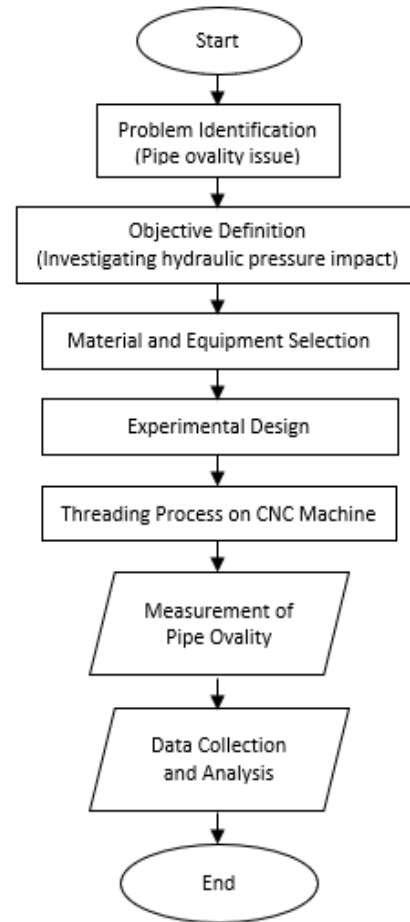 Start
Problem Identification
(Pipe ovality issue)
Objective Definition
(Investigating hydraulic pressure impact)
Material and Equipment Selection
Experimental Design
Threading Process on CNC Machine
Measurement of
Pipe Ovality
Data Collection
and Analysis
End